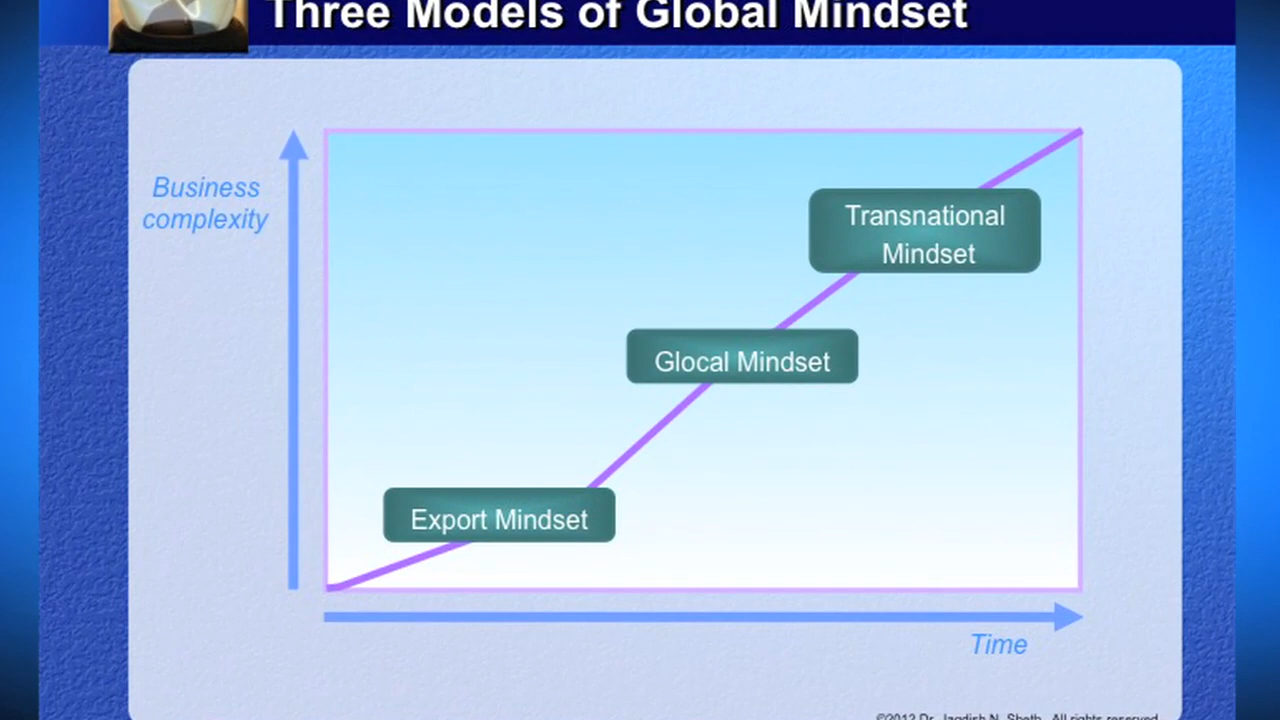 Three Models of Global Mindset
Business
complexity
Transnational
Mindset
Glocal Mindset
Export Mindset
Time
©2012 Dr. Jagdish N. Sheth. All rights reserved